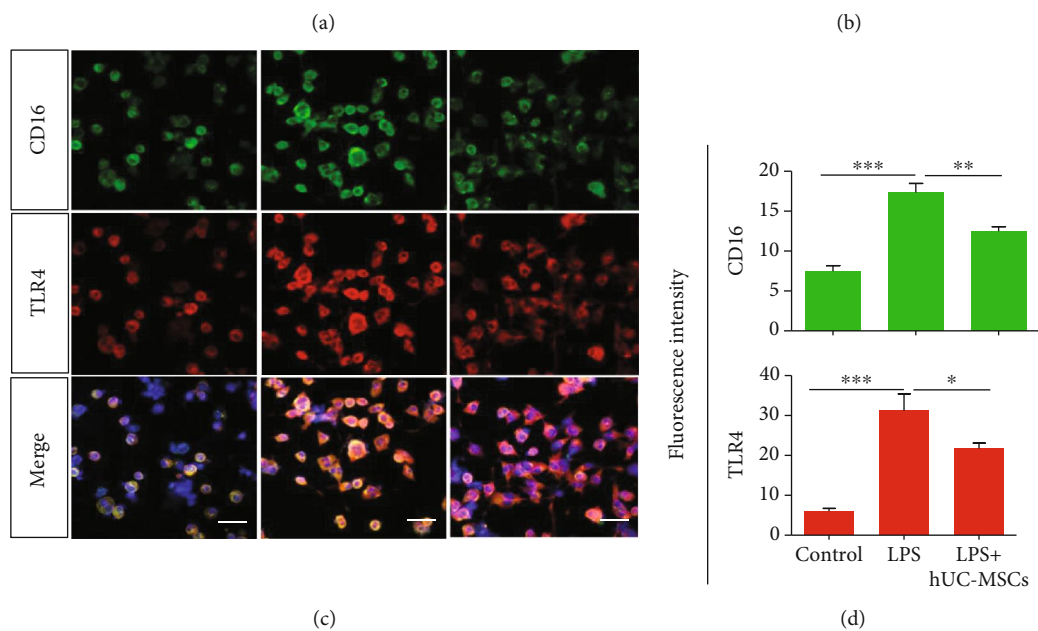 (a)
(b)
CD16
TLR4
Merge
Fluorescence intensity
CD16
20
15
10
5
0
***
**
TLR4
40
30
20
10
0
***
*
Control
LPS
LPS+
hUC-MSCs
(c)
(d)